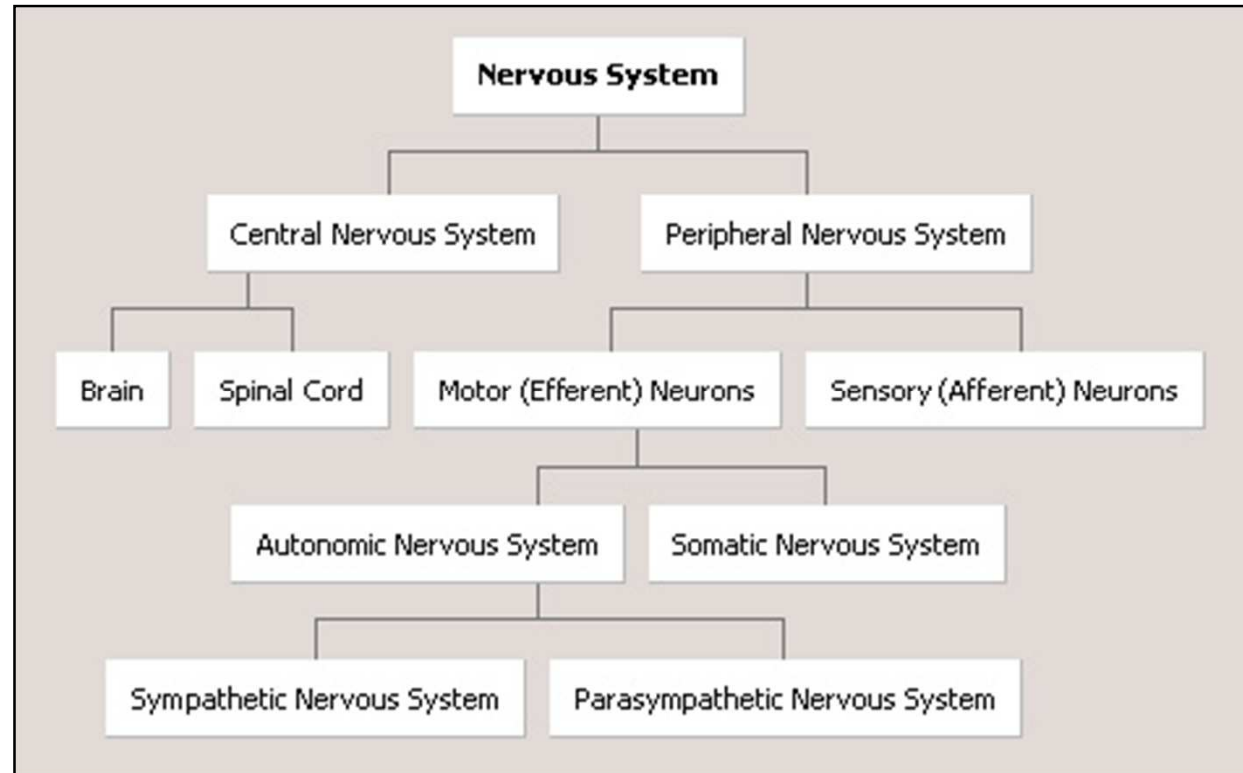 Nervous System
Central Nervous System
Peripheral Nervous System
Brain
Spinal Cord
Motor (Efferent) Neurons
Sensory (Afferent) Neurons
Autonomic Nervous System
Somatic Nervous System
Sympathetic Nervous System
Parasympathetic Nervous System